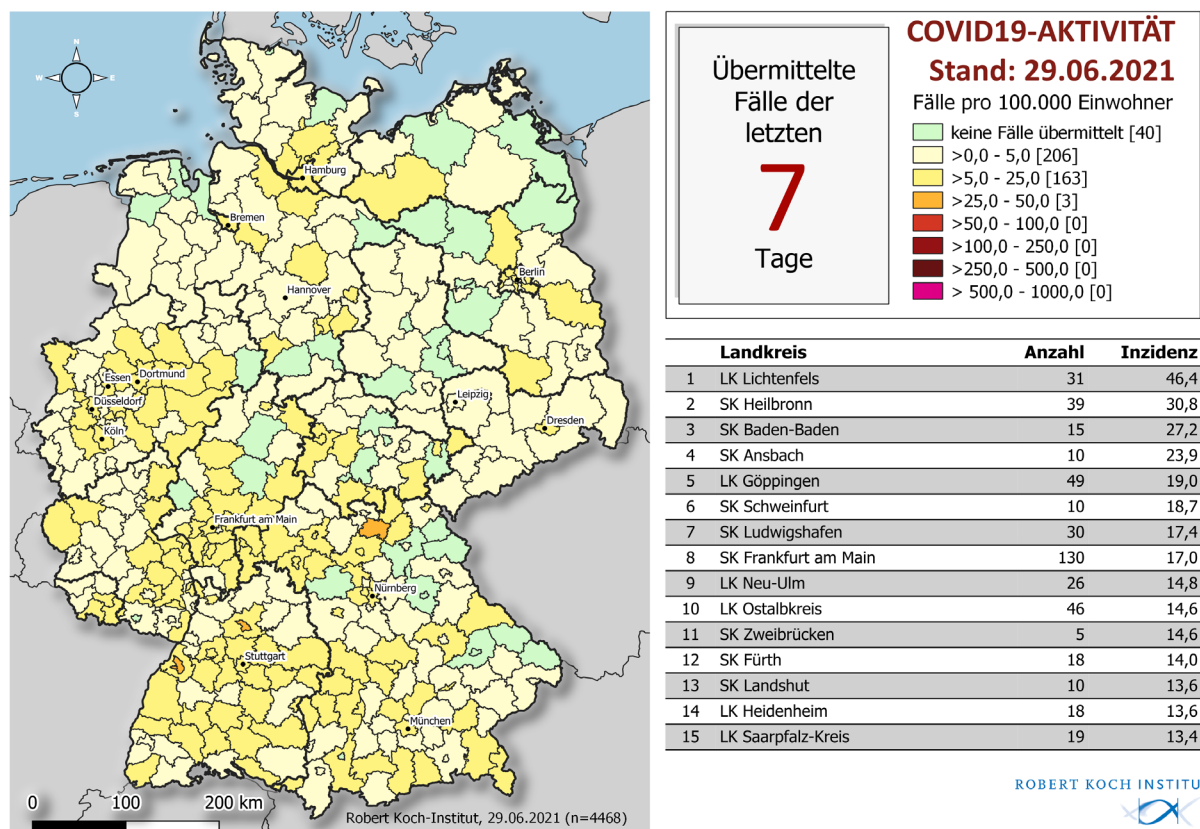 N
W E
S
Hamburg
Bremen
Berlin
Hannover
Essen Dortmund
Düsseldorf
Leipzig
Köln
Dresden
Frankfurt am Main
Nürnberg
Stuttgart
München
0 100 200 km
Robert Koch-Institut, 29.06.2021 (n=4468)
Übermittelte
Fälle der
letzten
7
Tage
COVID19-AKTIVITÄT
Stand: 29.06.2021
Fälle pro 100.000 Einwohner
keine Fälle übermittelt [40]
>0,0 - 5,0 [206]
>5,0 - 25,0 [163]
>25,0 - 50,0 [3]
>50,0 - 100,0 [0]
>100,0 - 250,0 [0]
>250,0 - 500,0 [0]
> 500,0 - 1000,0 [0]
Landkreis Anzahl Inzidenz
1 LK Lichtenfels 31 46,4
2 SK Heilbronn 39 30,8
3 SK Baden-Baden 15 27,2
4 SK Ansbach 10 23,9
5 LK Göppingen 49 19,0
6 SK Schweinfurt 10 18,7
7 SK Ludwigshafen 30 17,4
8 SK Frankfurt am Main 130 17,0
9 LK Neu-Ulm 26 14,8
10 LK Ostalbkreis 46 14,6
11 SK Zweibrücken 5 14,6
12 SK Fürth 18 14,0
13 SK Landshut 10 13,6
14 LK Heidenheim 18 13,6
15 LK Saarpfalz-Kreis 19 13,4
ROBERT KOCH INSTITU